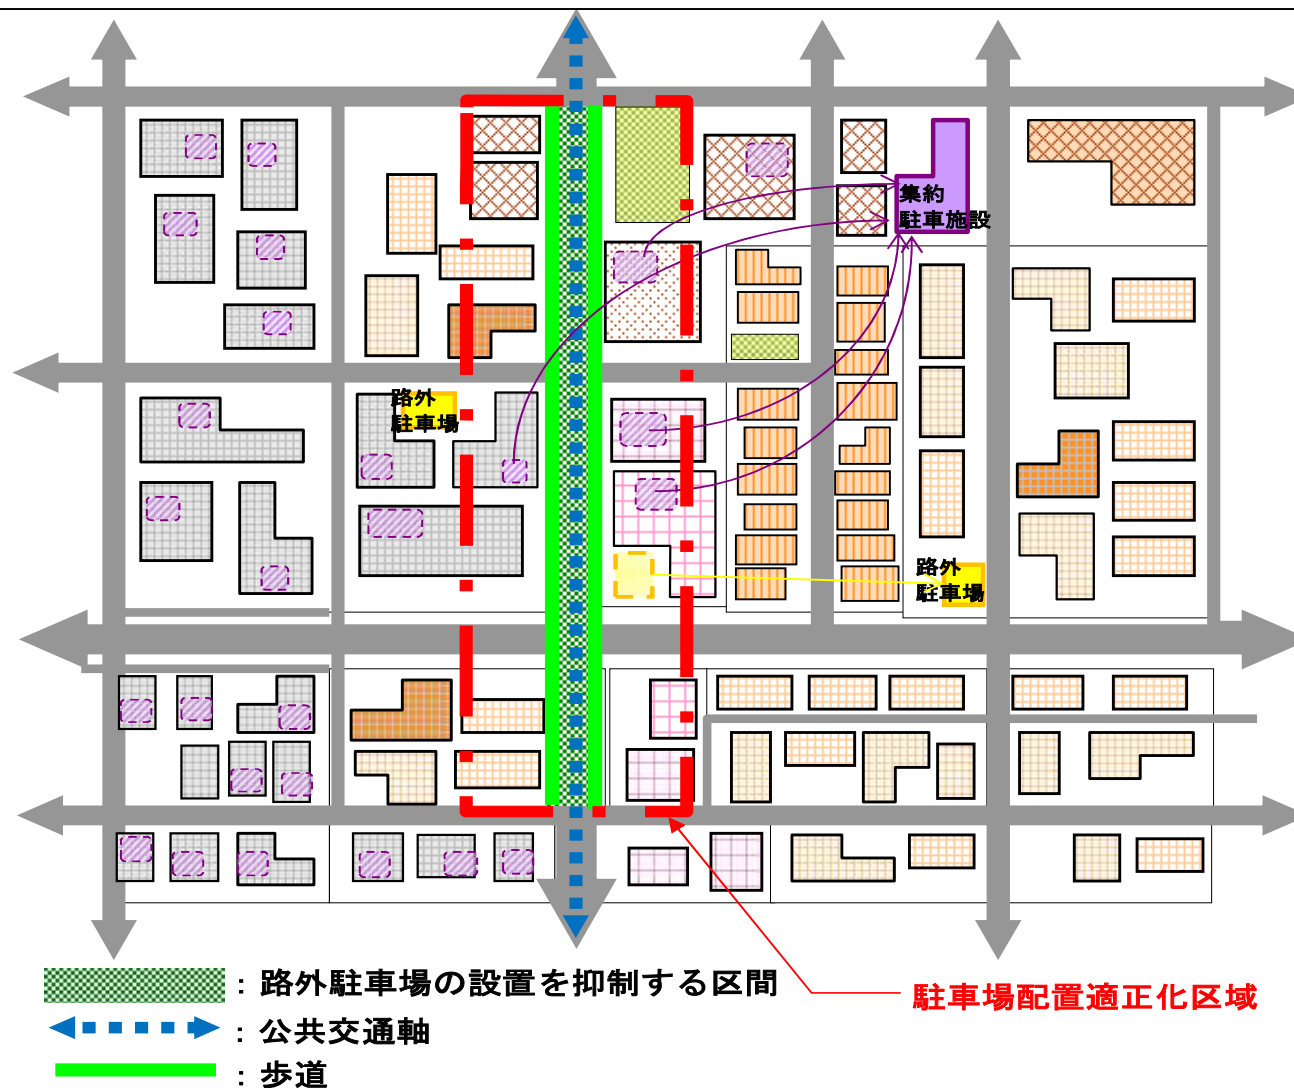 集約
駐車施設
路外
駐車場
路外
駐車場
：路外駐車場の設置を抑制する区間
駐車場配置適正化区域
：公共交通軸
：歩道